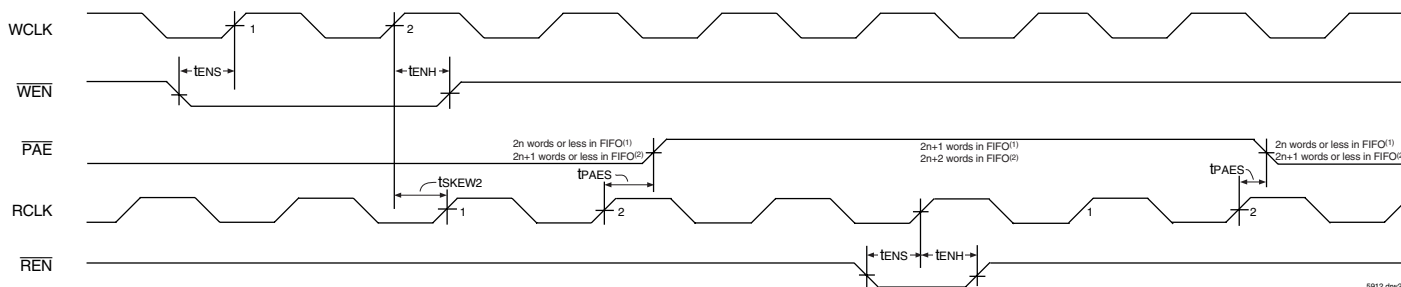 WCLK
1
2
tENS
tENH
WEN
PAE
2n words or less in FIFO(1)
2n+1 words or less in FIFO(2)
2n+1 words in FIFO(1)
2n+2 words in FIFO(2)
2n words or less in FIFO(1)
2n+1 words or less in FIFO(2
tSKEW2
tPAES
tPAES
RCLK
1
2
1
2
tENS
tENH
REN